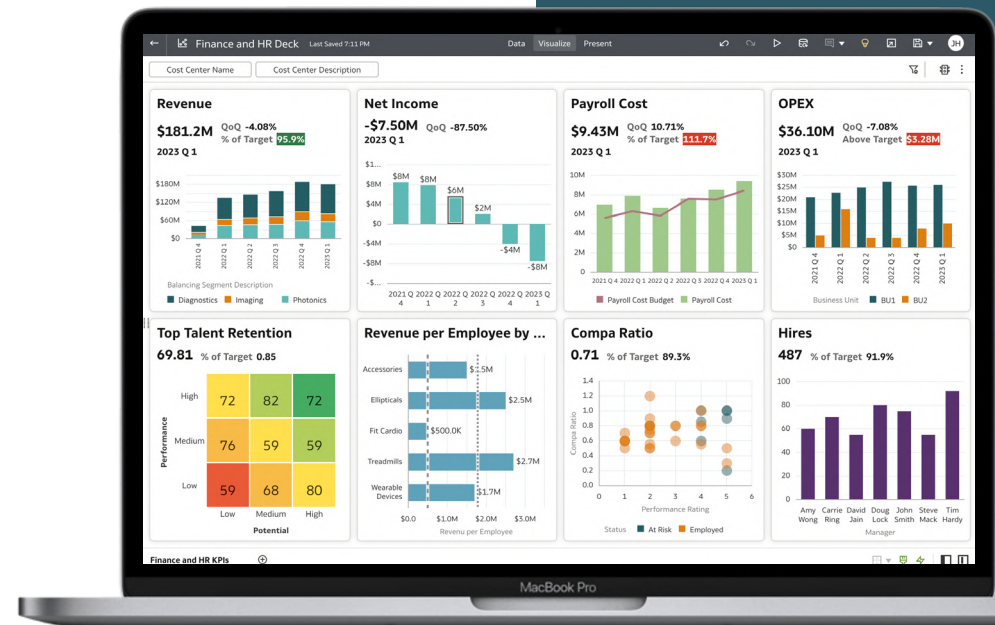 Finance and HR Deck Last Saved 7:11 PM Data Visualize Present JH
Cost Center Name Cost Center Description
Revenue
$181.2M QoQ -4.08%
% of Target 95.9%
2023 Q 1
$180M
$120M
$60M
$0
2021 Q 4 2022 Q 1 2022 Q 2 2022 Q 3 2022 Q 4 2023 Q 1
Balancing Segment Description
Diagnostics Imaging Photonics
Net Income
-$7.50M QoQ -87.50%
2023 Q 1
$1...
$8M
$4M
$0
-$4M
-$8M
-$...
$8M $8M $6M $2M -$4M -$8M
2021 Q 2022 Q 2022 Q 2022 Q 2022 Q 2023 Q
4 1 2 3 4 1
Payroll Cost
$9.43M QoQ 10.71%
% of Target 111.7%
2023 Q 1
10M
8M
6M
4M
2M
0
2021 Q 4 2022 Q 1 2022 Q 2 2022 Q 3 2022 Q 4 2023 Q 1
Payroll Cost Budget Payroll Cost
OPEX
$36.10M QoQ -7.08%
Above Target $3.28M
2023 Q 1
$30M
$25M
$20M
$15M
$10M
$5M
$0
2021 Q 4 2022 Q 1 2022 Q 2 2022 Q 3 2022 Q 4 2023 Q 1
Business Unit BU1 BU2
Top Talent Retention
69.81 % of Target 0.85
Performance
High 72 82 72
Medium 76 59 59
Low 59 68 80
Low Medium High
Potential
Revenue per Employee by ...
Accessories $1.5M
Ellipticals $2.5M
Fit Cardio $500.0K
Treadmills $2.7M
Wearable
Devices $1.7M
$0.0 $1.0M $2.0M $3.0M
Revenu per Employee
Compa Ratio
0.71 % of Target 89.3%
Compa Ratio
1.4
1.2
1.0
0.8
0.6
0.4
0.2
0.0
0 1 2 3 4 5 6
Performance Rating
Status At Risk Employed
Hires
487 % of Target 91.9%
100
80
60
40
20
0
Amy Carrie David Doug John Steve Tim
Wong Ring Jain Lock Smith Mack Hardy
Manager
Finance and HR KPIs
MacBook Pro